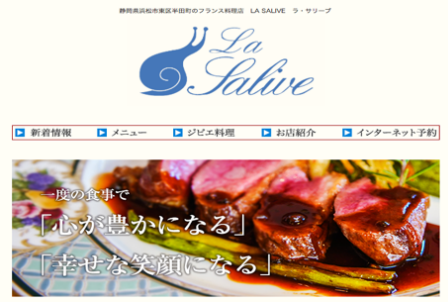 静岡県浜松市東区半田町のフランス料理店　LA SALIVE　ラ・サリーブ
La
Salive
新着情報　メニュー　ジビエ料理　お店紹介　インターネット予約
一度の食事で
「心が豊かになる」
「幸せな笑顔になる」